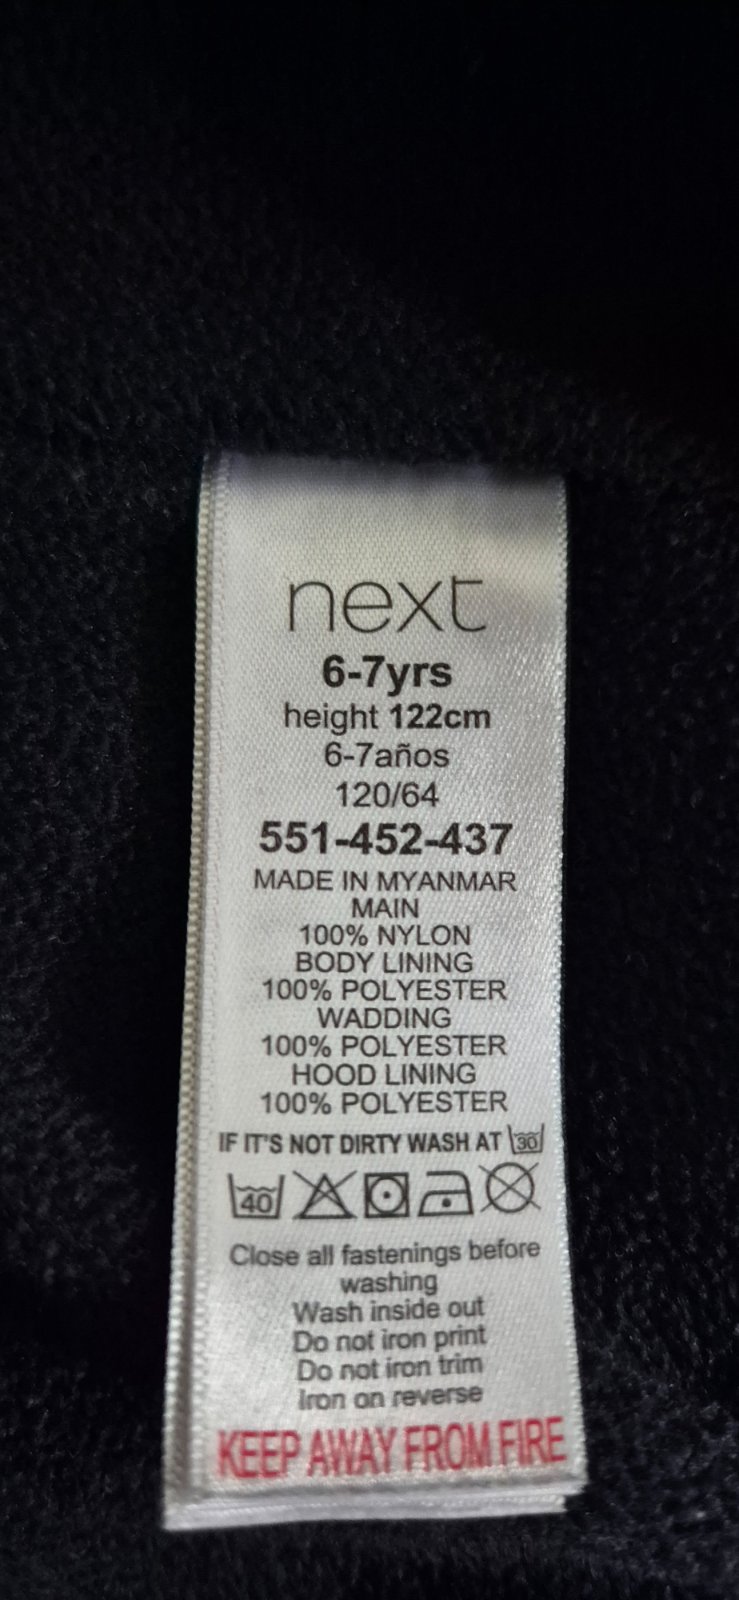 next
6-7yrs
height 122cm
6-7años
120/64
551-452-437
MADE IN MYANMAR
MAIN
100% NYLON
BODY LINING
100% POLYESTER
WADDING
100% POLYESTER
HOOD LINING
100% POLYESTER
IF IT'S NOT DIRTY WASH AT 30
40
Close all fastenings before
washing
Wash inside out
Do not iron print
Do not iron trim
Iron on reverse
KEEP AWAY FROM FIRE